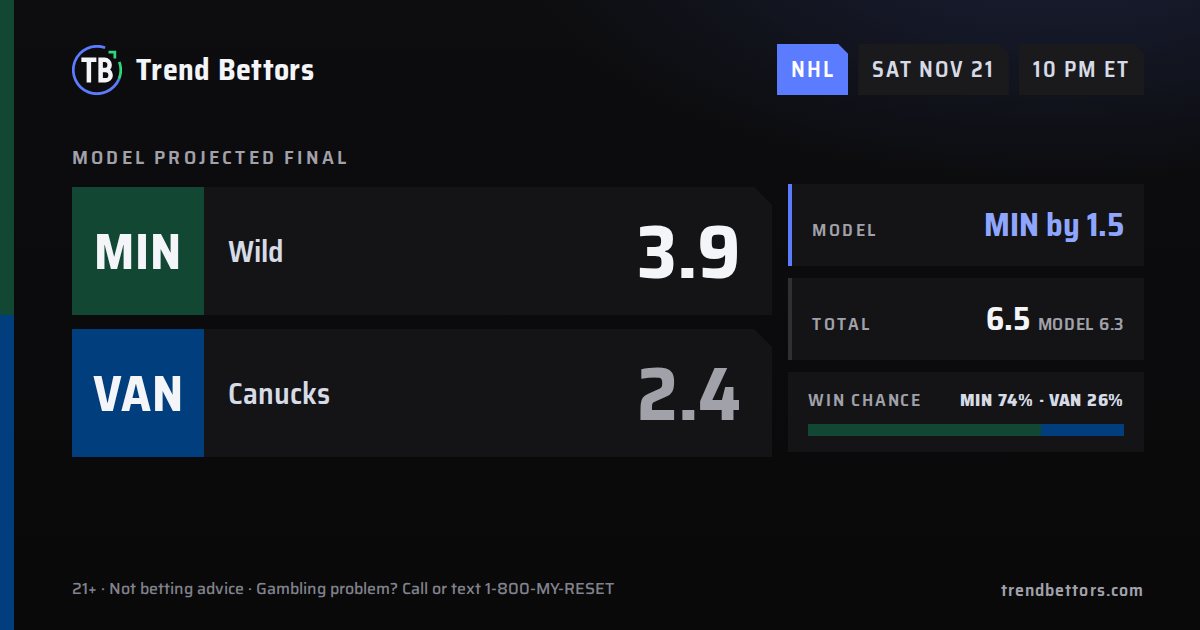 TB Trend Bettors
NHL SAT NOV 21 10 PM ET
MODEL PROJECTED FINAL
MIN Wild 3.9
VAN Canucks 2.4
MODEL MIN by 1.5
TOTAL 6.5 MODEL 6.3
WIN CHANCE MIN 74% · VAN 26%
21+ · Not betting advice · Gambling problem? Call or text 1-800-MY-RESET
trendbettors.com